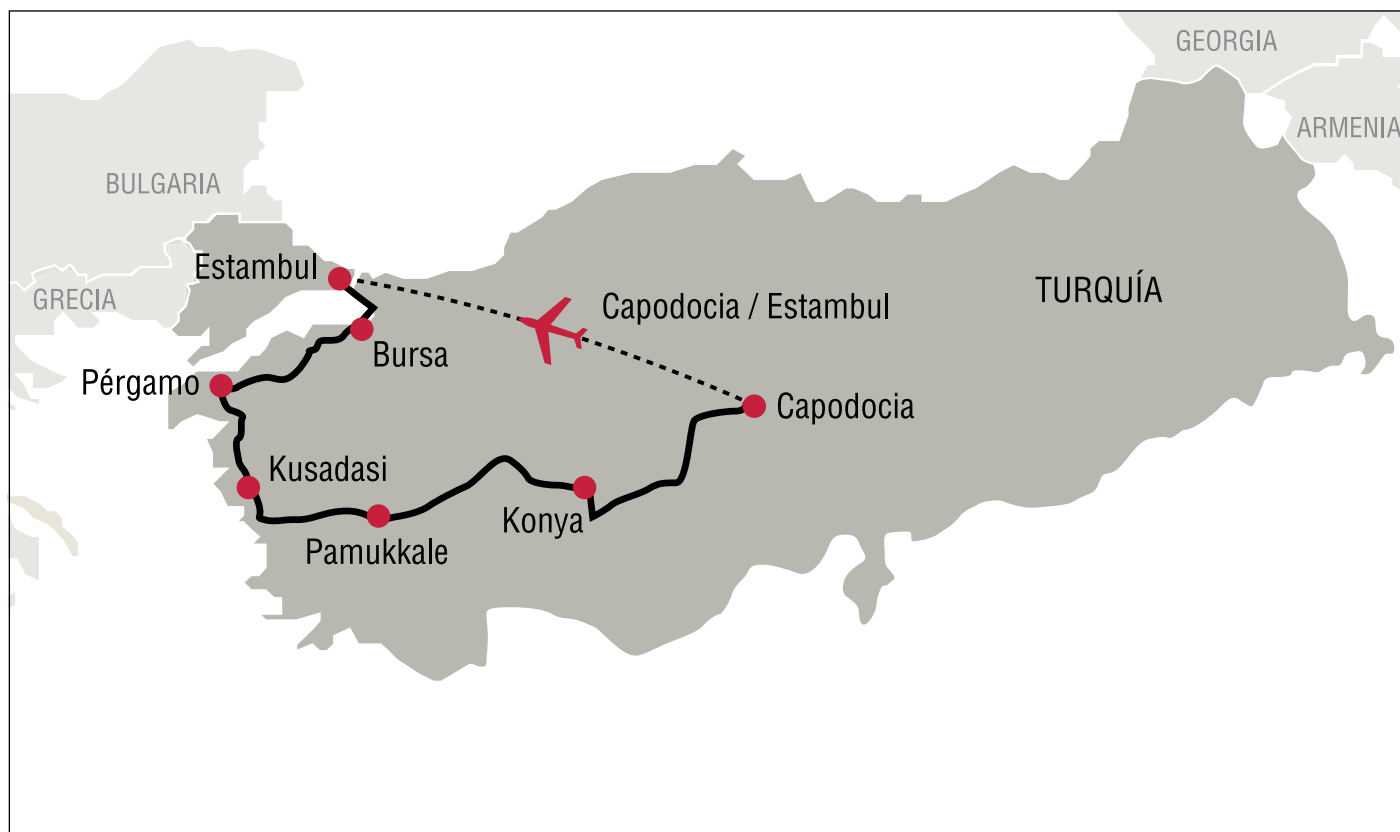 GEORGIA
ARMENIA
BULGARIA
Estambul
GRECIA
TURQUÍA
Capodocia / Estambul
Bursa
Pérgamo
Capodocia
Kusadasi
Konya
Pamukkale